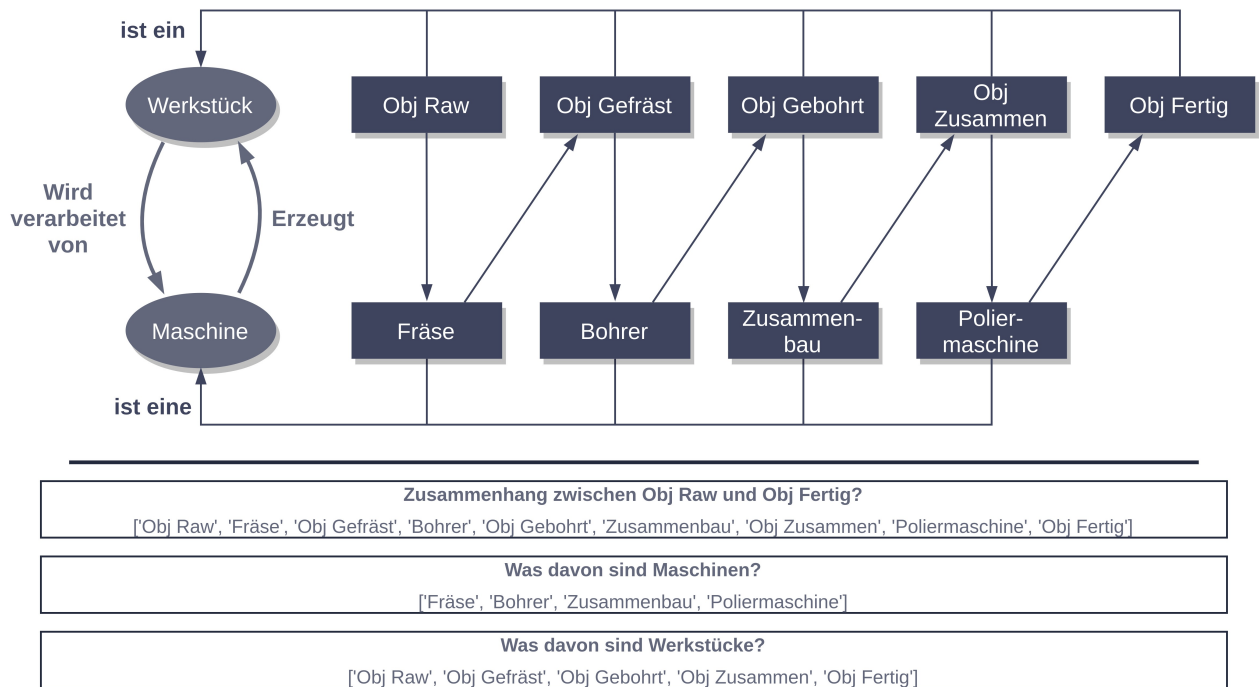 ist ein
Werkstück
Obj Raw
Obj Gefräst
Obj Gebohrt
Obj
Zusammen
Obj Fertig
Wird
verarbeitet
von
Erzeugt
Maschine
Fräse
Bohrer
Zusammen-
bau
Polier-
maschine
ist eine
Zusammenhang zwischen Obj Raw und Obj Fertig?
['Obj Raw', 'Fräse', 'Obj Gefräst', 'Bohrer', 'Obj Gebohrt', 'Zusammenbau', 'Obj Zusammen', 'Poliermaschine', 'Obj Fertig']
Was davon sind Maschinen?
['Fräse', 'Bohrer', 'Zusammenbau', 'Poliermaschine']
Was davon sind Werkstücke?
['Obj Raw', 'Obj Gefräst', 'Obj Gebohrt', 'Obj Zusammen', 'Obj Fertig']